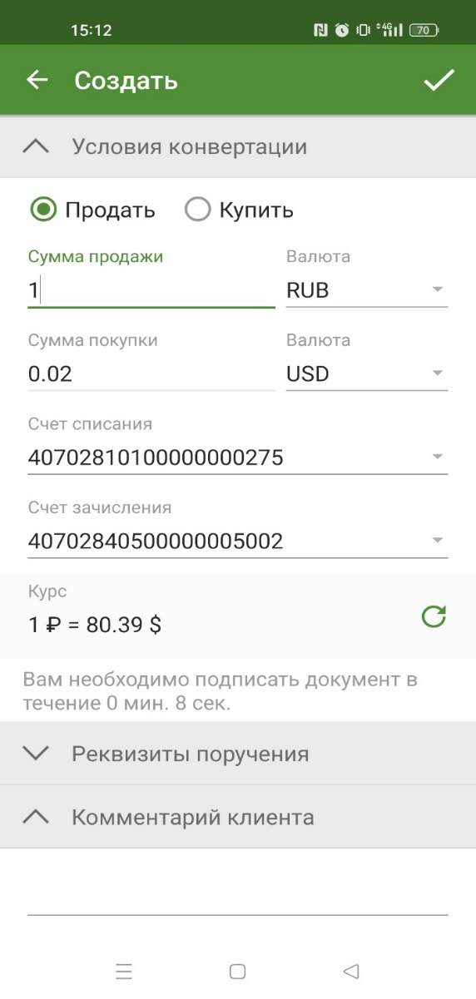 15:12
4G
70
Создать
Условия конвертации
Продать
Купить
Сумма продажи
Валюта
1
RUB
Сумма покупки
Валюта
0.02
USD
Счет списания
40702810100000000275
Счет зачисления
40702840500000005002
Курс
1 ₽ = 80.39 $
Вам необходимо подписать документ в
течение 0 мин. 8 сек.
Реквизиты поручения
Комментарий клиента